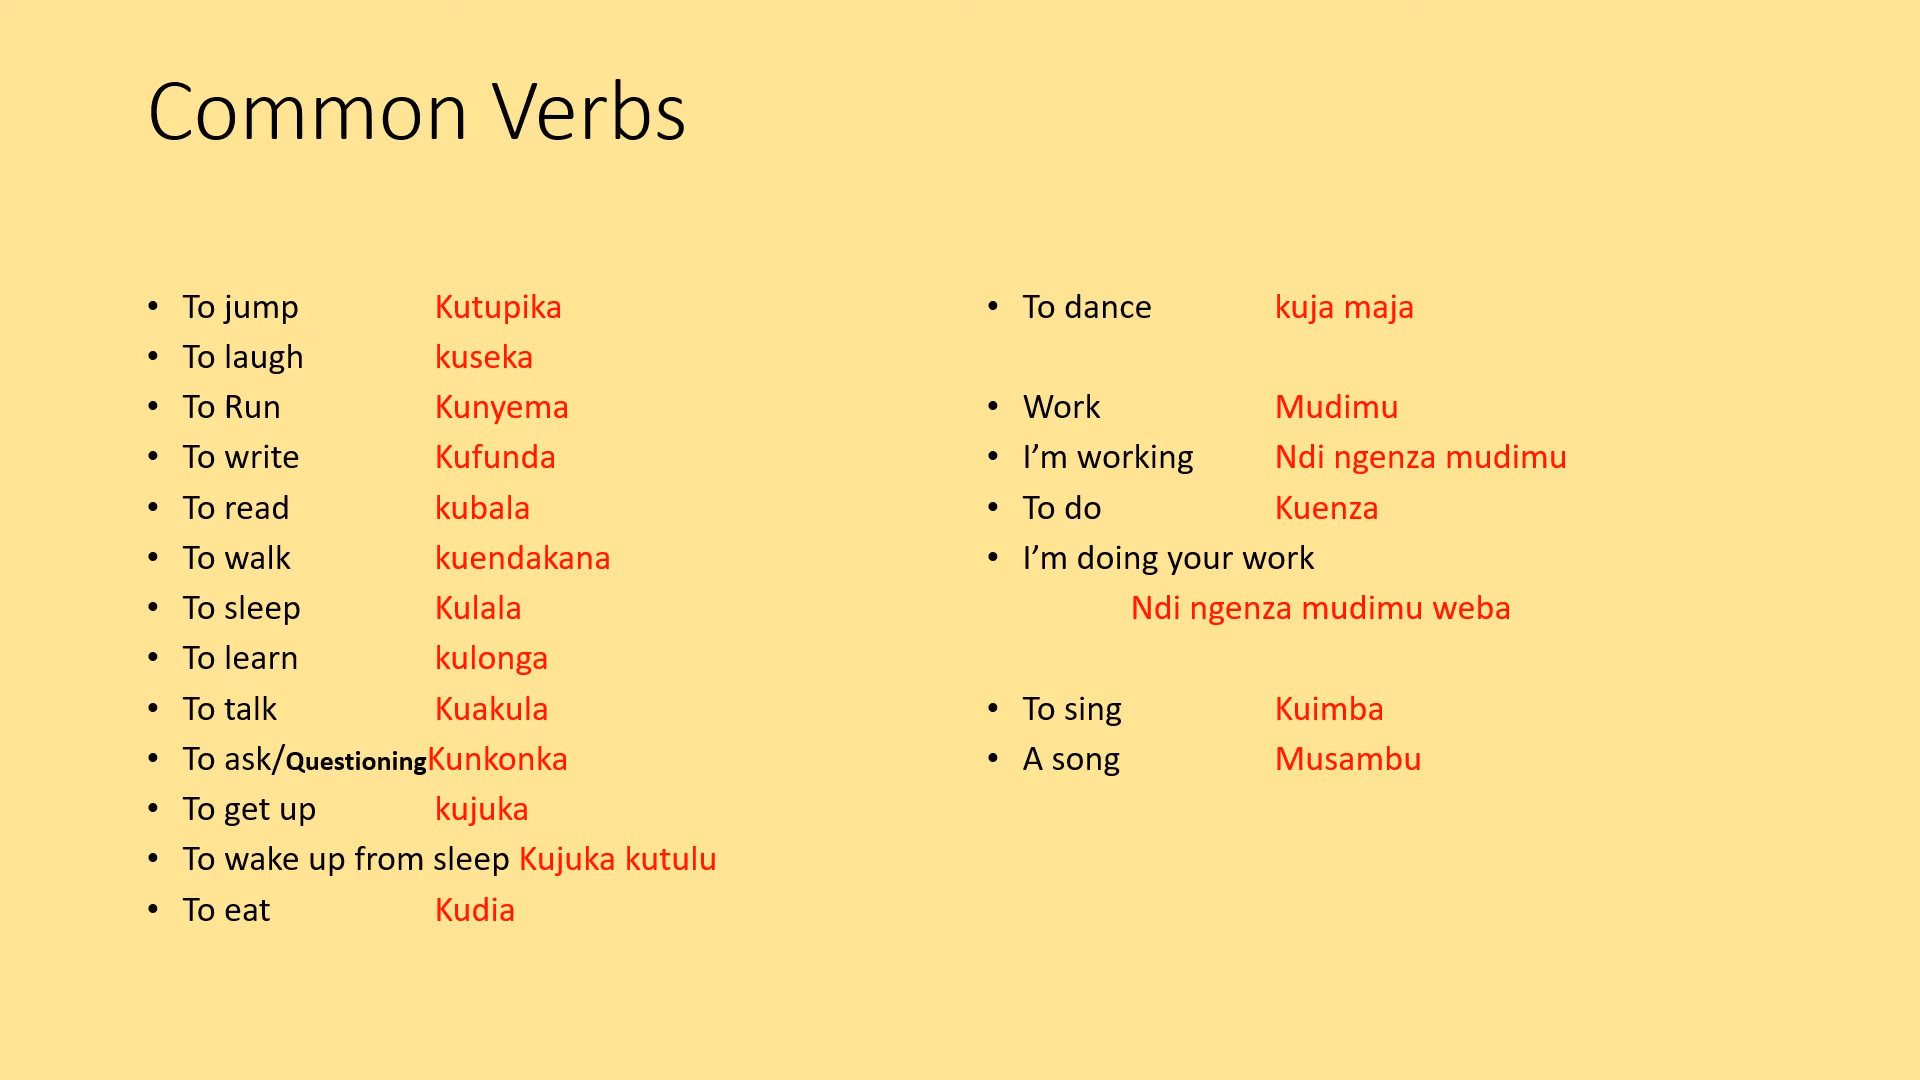 Common Verbs
• To jump Kutupika
• To laugh kuseka
• To Run Kunyema
• To write Kufunda
• To read kubala
• To walk kuendakana
• To sleep Kulala
• To learn kulonga
• To talk Kuakula
• To ask/QuestioningKunkonka
• To get up kujuka
• To wake up from sleep Kujuka kutulu
• To eat Kudia
• To dance kuja maja
• Work Mudimu
• I’m working Ndi ngenza mudimu
• To do Kuenza
• I’m doing your work
Ndi ngenza mudimu weba
• To sing Kuimba
• A song Musambu